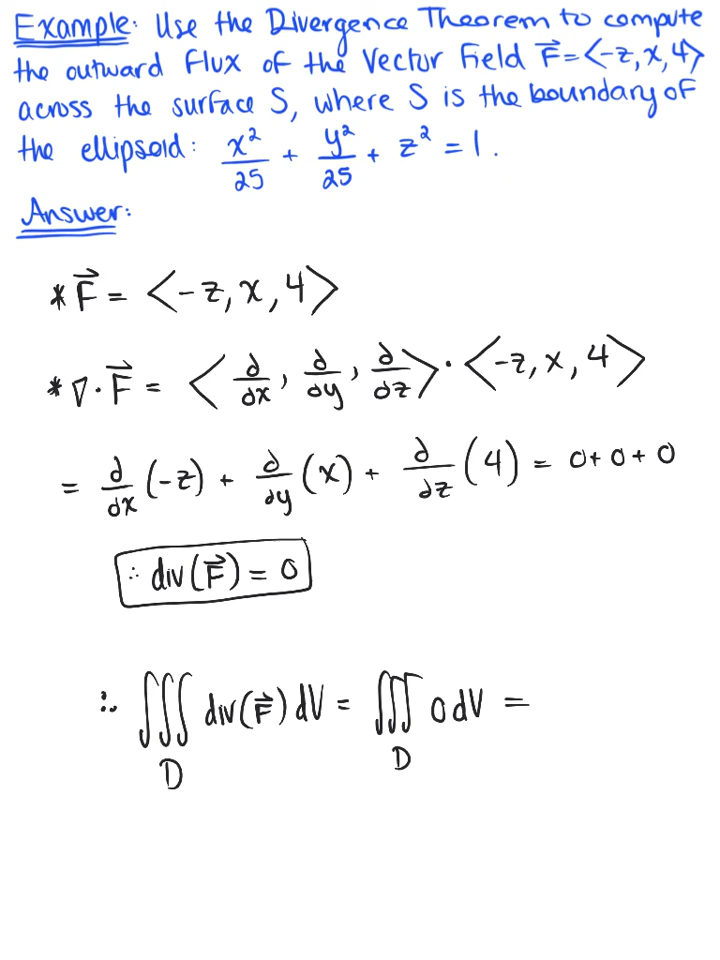 Example: Use the Divergence Theorem to compute
the outward Flux of the Vector Field F⃗ = <-z, x, 4>
across the surface S, where S is the boundary of
the ellipsoid: x²/25 + y²/25 + z² = 1.
Answer:
* F⃗ = <-z, x, 4>
* ∇·F⃗ = <∂/∂x, ∂/∂y, ∂/∂z> · <-z, x, 4>
= ∂/∂x (-z) + ∂/∂y (x) + ∂/∂z (4) = 0 + 0 + 0
∴ div(F⃗) = 0
∴ ∭_D div(F⃗) dV = ∭_D 0 dV =